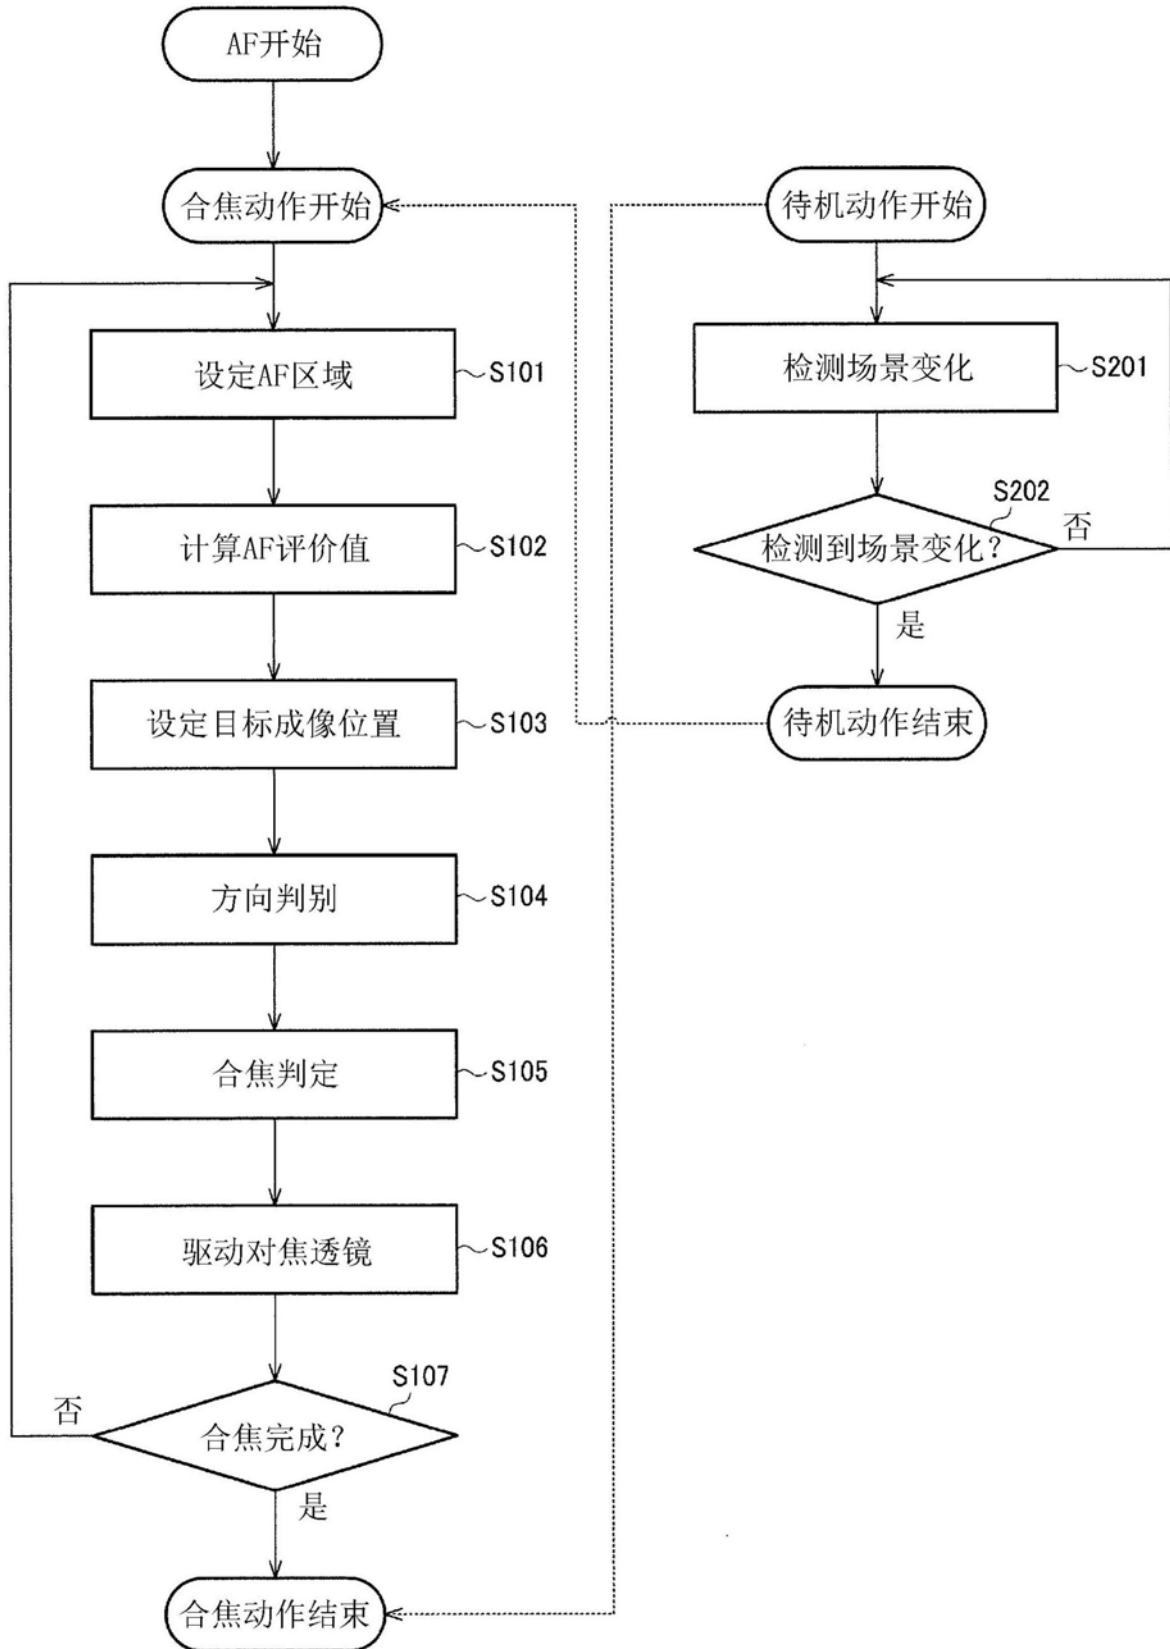 AF开始
合焦动作开始
设定AF区域
S101
计算AF评价值
S102
设定目标成像位置
S103
方向判别
S104
合焦判定
S105
驱动对焦透镜
S106
S107
否
合焦完成？
是
合焦动作结束
待机动作开始
检测场景变化
S201
S202
否
检测到场景变化？
是
待机动作结束